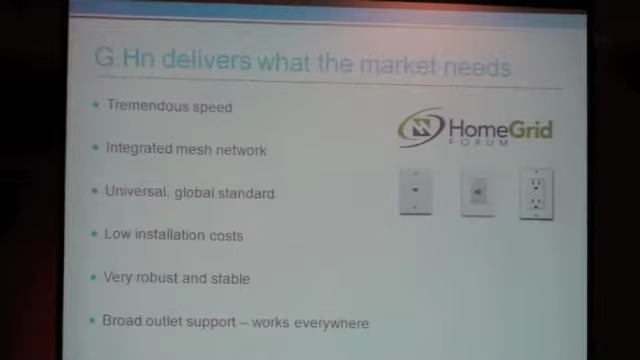 G.Hn delivers what the market needs
• Tremendous speed
• Integrated mesh network
• Universal, global standard
• Low installation costs
• Very robust and stable
• Broad outlet support – works everywhere
HomeGrid
FORUM